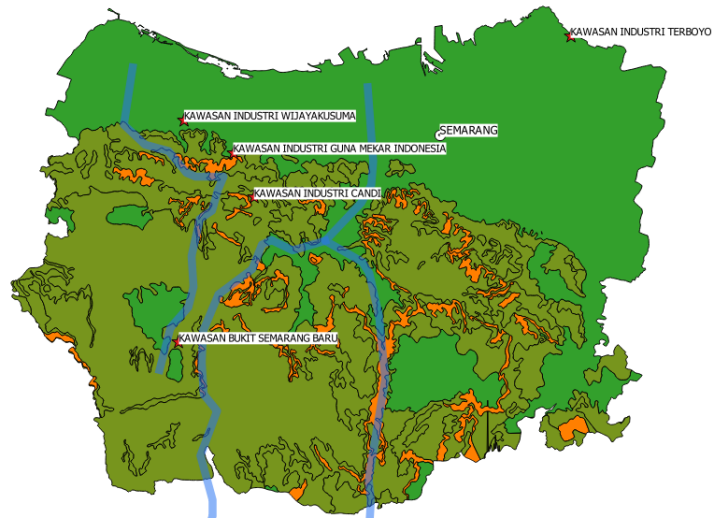 KAWASAN INDUSTRI TERBOYO
KAWASAN INDUSTRI WIJAYAKUSUMA
SEMARANG
KAWASAN INDUSTRI GUNA MEKAR INDONESIA
KAWASAN INDUSTRI CANDI
KAWASAN BUKIT SEMARANG BARU